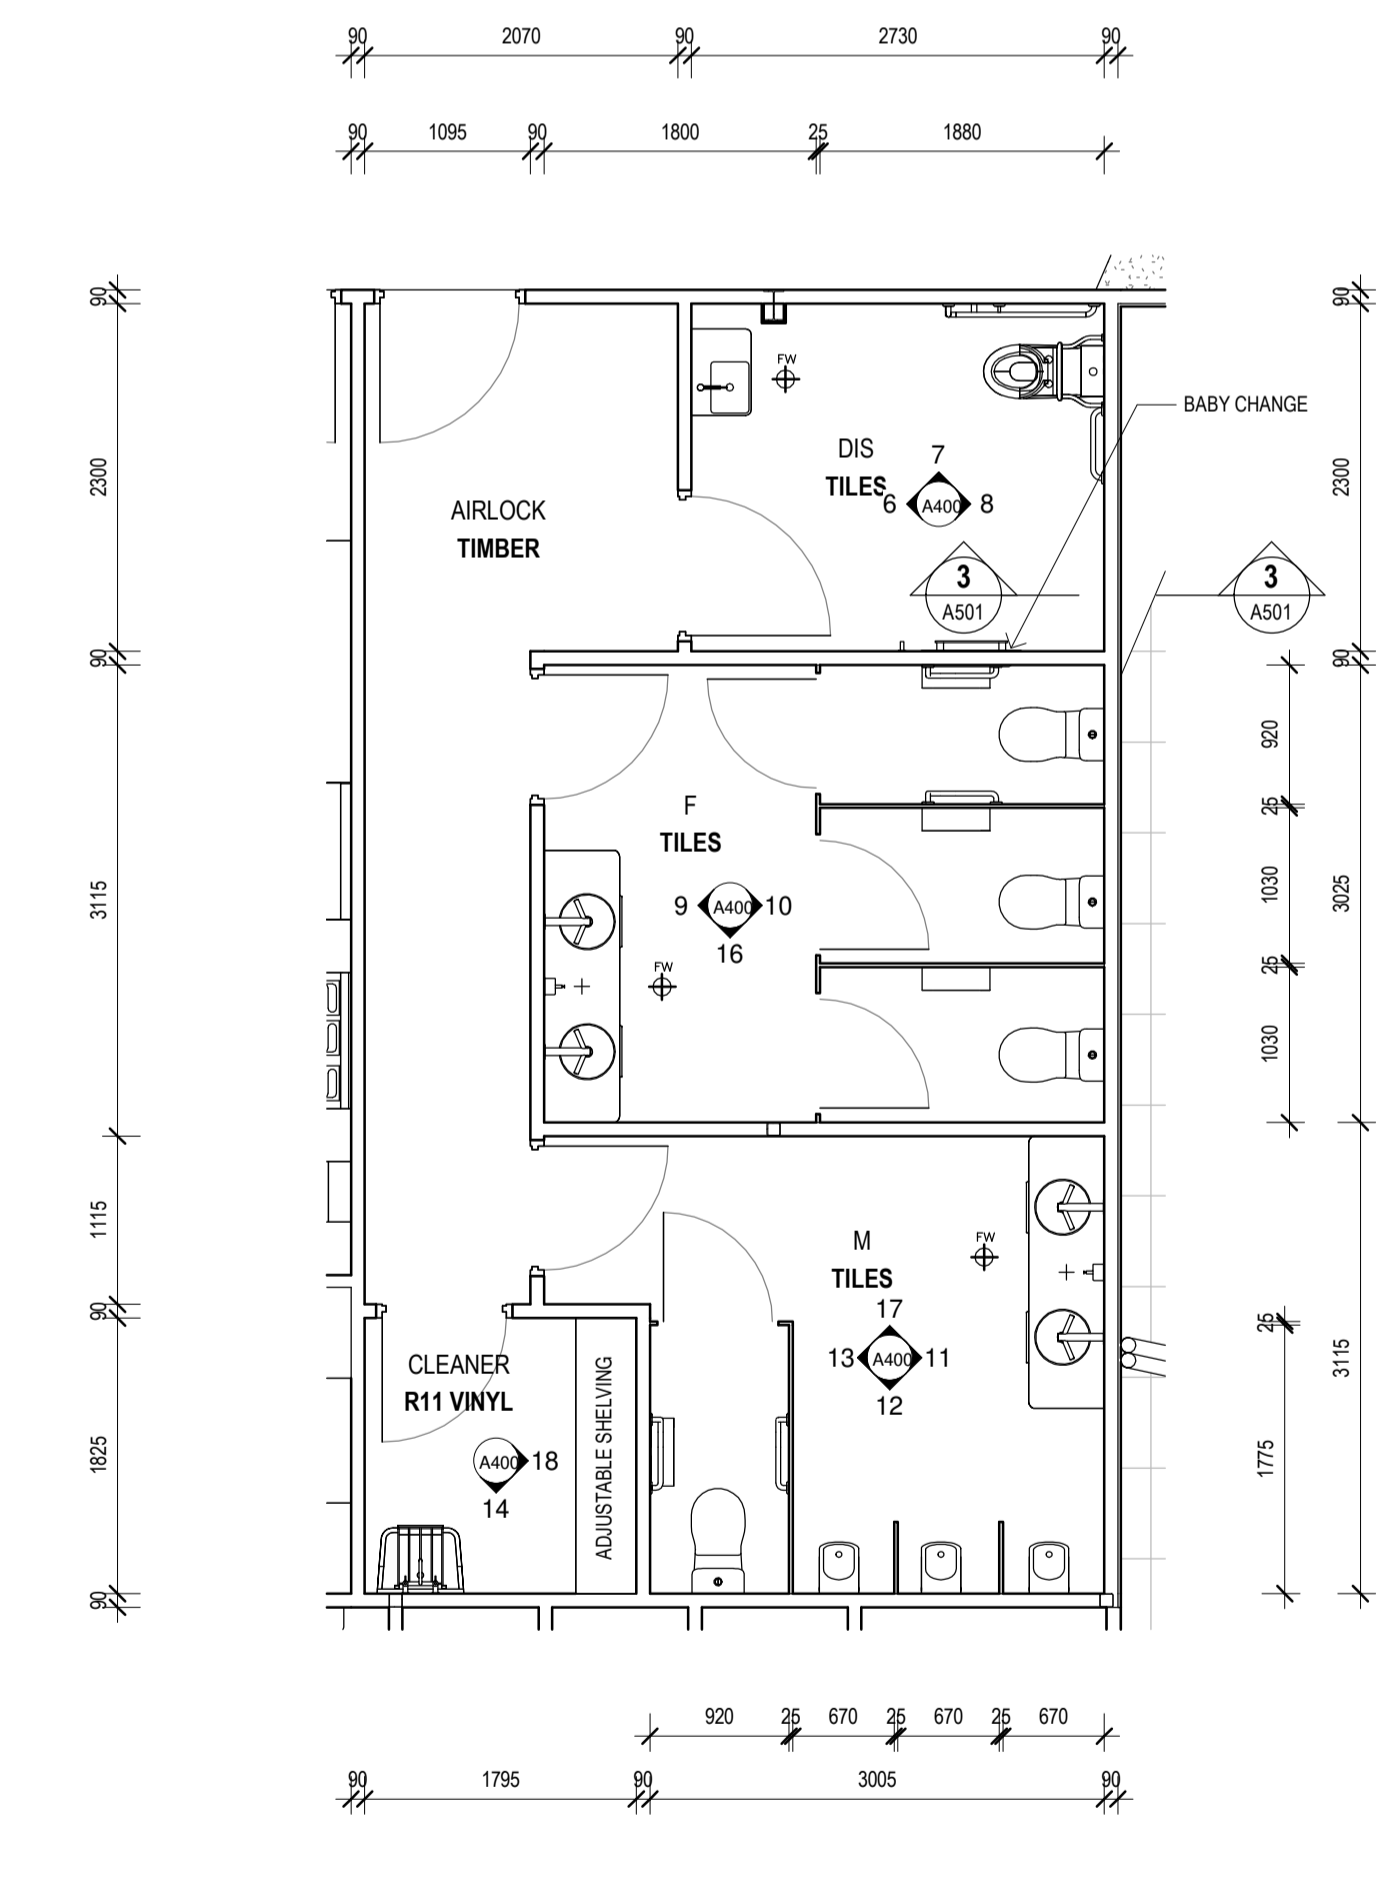 90 2070 90 2730 90
90 1095 90 1800 25 1880
90
90
FW
BABY CHANGE
DIS
7
TILES
6 A400 8
2300
2300
AIRLOCK
TIMBER
3
A501
3
A501
90
90
920
F
TILES
25
9 A400 10
16
1030
3115
3025
FW
25
1030
1115
M
TILES
FW
17
13 A400 11
12
90
25
CLEANER
R11 VINYL
ADJUSTABLE SHELVING
3115
1825
1775
A400 18
14
90
920 25 670 25 670 25 670
90 1795 90 3005 90